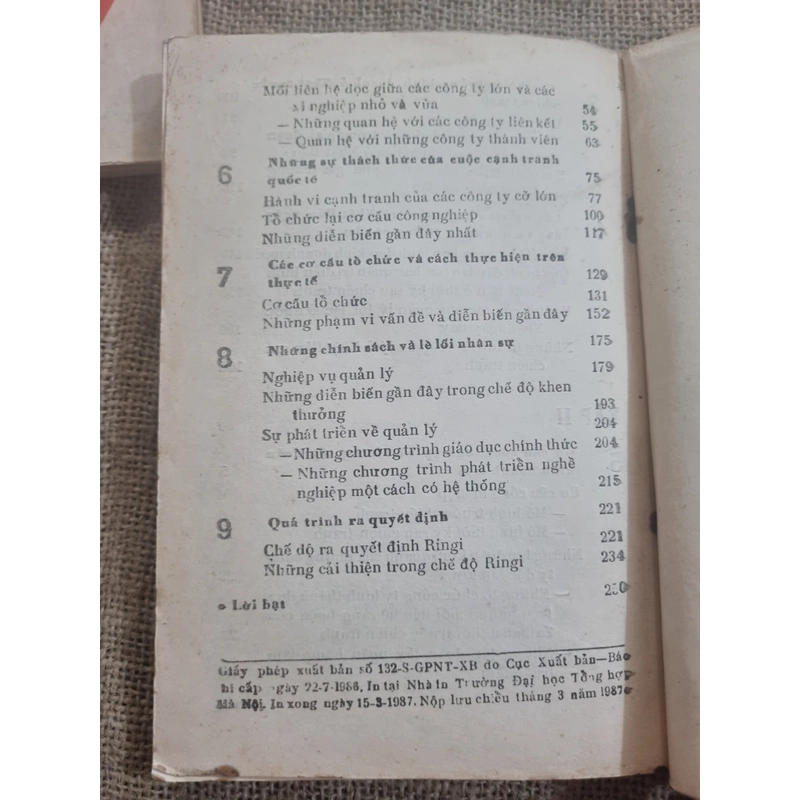 Mối liên hệ dọc giữa các công ty lớn và các
xí nghiệp nhỏ và vừa 54
— Những quan hệ với các công ty liên kết 55
— Quan hệ với những công ty thành viên 63
6 Những sự thách thức của cuộc cạnh tranh
quốc tế 75
Hành vi cạnh tranh của các công ty cỡ lớn 77
Tổ chức lại cơ cấu công nghiệp 100
Những diễn biến gần đây nhất 117
7 Các cơ cấu tổ chức và cách thực hiện trên
thực tế 129
Cơ cấu tổ chức 131
Những phạm vi vấn đề và diễn biến gần đây 152
8 Những chính sách và lề lối nhân sự 175
Nghiệp vụ quản lý 179
Những diễn biến gần đây trong chế độ khen
thưởng 193
Sự phát triển về quản lý 204
— Những chương trình giáo dục chính thức 204
— Những chương trình phát triển nghề
nghiệp một cách có hệ thống 215
9 Quá trình ra quyết định 221
Chế độ ra quyết định Ringi 221
Những cải thiện trong chế độ Ringi 234
Lời bạt 250
Giấy phép xuất bản số 132-S-GPNT-XB do Cục Xuất bản—Báo
chí cấp ngày 22-7-1986. In tại Nhà in Trường Đại học Tổng hợp
Hà Nội. In xong ngày 15-3-1987. Nộp lưu chiểu tháng 3 năm 1987